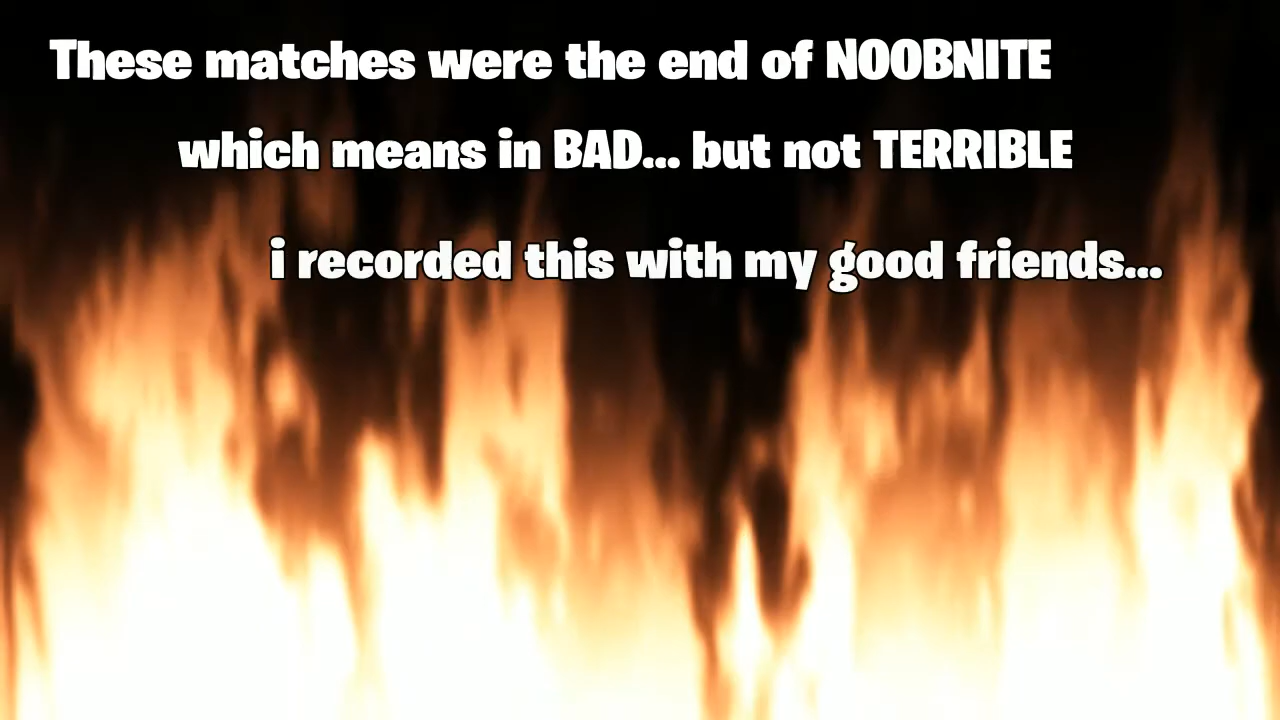 These matches were the end of NOOBNITE
which means in BAD... but not TERRIBLE
i recorded this with my good friends...